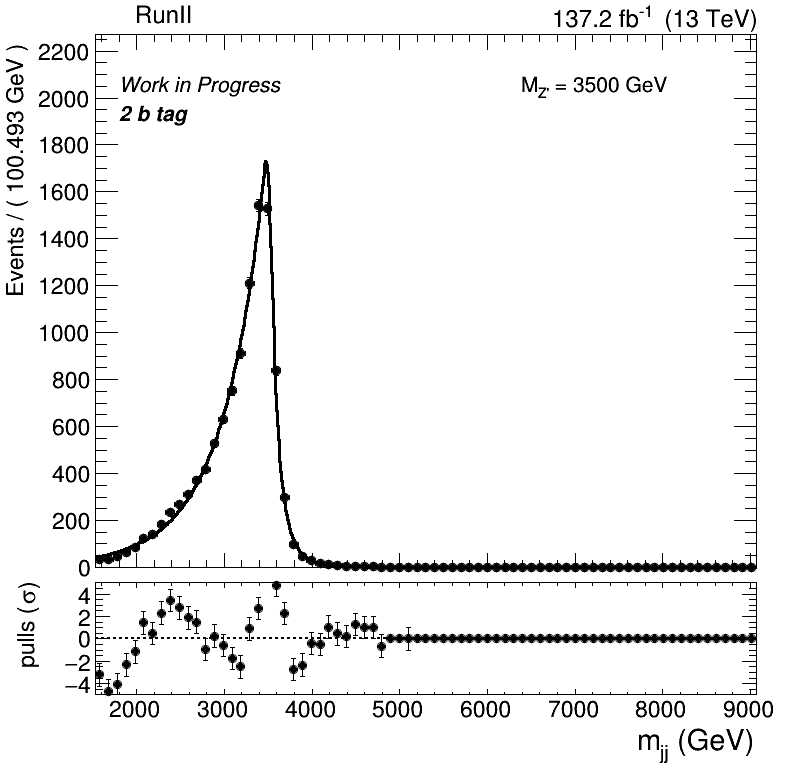 RunII 137.2 fb⁻¹ (13 TeV)
Events / ( 100.493 GeV )
2200
2000
1800
1600
1400
1200
1000
800
600
400
200
0
Work in Progress
2 b tag
M_Z' = 3500 GeV
pulls (σ)
4
2
0
−2
−4
2000 3000 4000 5000 6000 7000 8000 9000
m_jj (GeV)